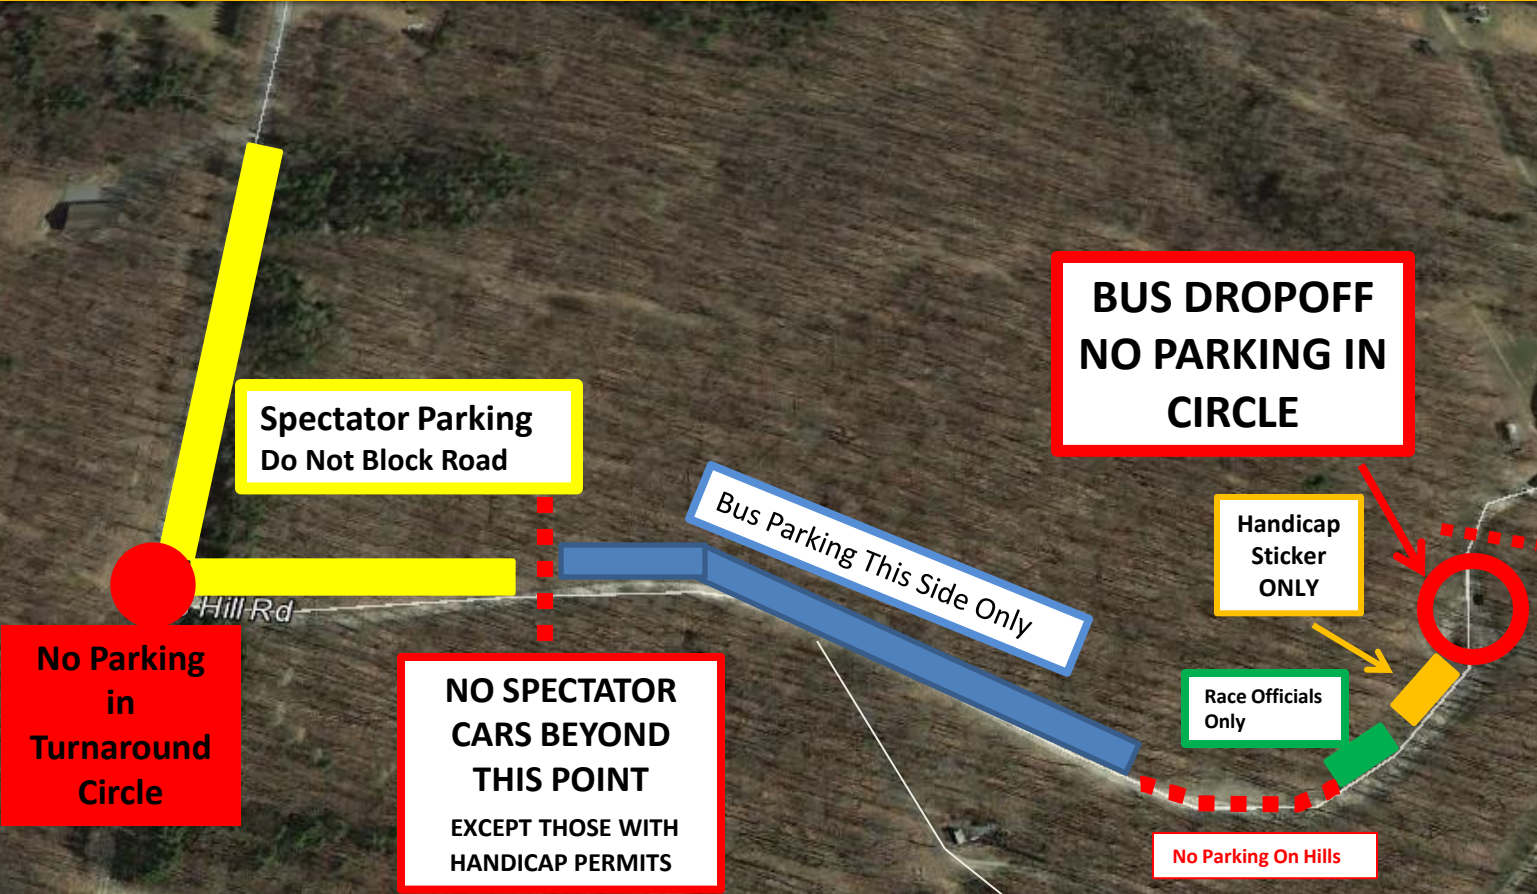 BUS DROPOFF
NO PARKING IN
CIRCLE
Spectator Parking
Do Not Block Road
Bus Parking This Side Only
Handicap
Sticker
ONLY
Hill Rd
No Parking
in
Turnaround
Circle
NO SPECTATOR
CARS BEYOND
THIS POINT
EXCEPT THOSE WITH
HANDICAP PERMITS
Race Officials
Only
No Parking On Hills